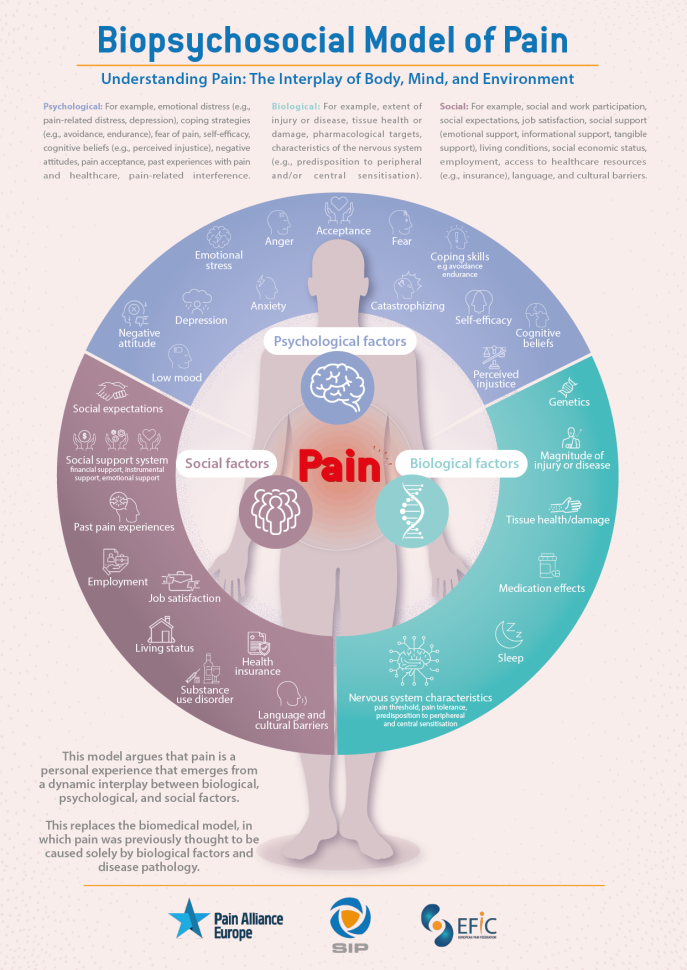 Biopsychosocial Model of Pain
Understanding Pain: The Interplay of Body, Mind, and Environment
Psychological: For example, emotional distress (e.g.,
pain-related distress, depression), coping strategies
(e.g., avoidance, endurance), fear of pain, self-efficacy,
cognitive beliefs (e.g., perceived injustice), negative
attitudes, pain acceptance, past experiences with pain
and healthcare, pain-related interference.
Biological: For example, extent of
injury or disease, tissue health or
damage, pharmacological targets,
characteristics of the nervous system
(e.g., predisposition to peripheral
and/or central sensitisation).
Social: For example, social and work participation,
social expectations, job satisfaction, social support
(emotional support, informational support, tangible
support), living conditions, social economic status,
employment, access to healthcare resources
(e.g., insurance), language, and cultural barriers.
Acceptance
Anger
Fear
Emotional
stress
Coping skills
e.g avoidance
endurance
Anxiety
Catastrophizing
Depression
Self-efficacy
Negative
attitude
Cognitive
beliefs
Low mood
Perceived
injustice
Psychological factors
Social expectations
Genetics
Social support system
financial support, instrumental
support, emotional support
Social factors
Pain
Biological factors
Magnitude of
injury or disease
Past pain experiences
Tissue health/damage
Employment
Job satisfaction
Medication effects
Living status
Health
insurance
Sleep
Substance
use disorder
Language and
cultural barriers
Nervous system characteristics
pain threshold, pain tolerance,
predisposition to periphereal
and central sensitisation
This model argues that pain is a
personal experience that emerges from
a dynamic interplay between biological,
psychological, and social factors.
This replaces the biomedical model, in
which pain was previously thought to be
caused solely by biological factors and
disease pathology.
Pain Alliance
Europe
SIP
EFIC
EUROPEAN PAIN FEDERATION